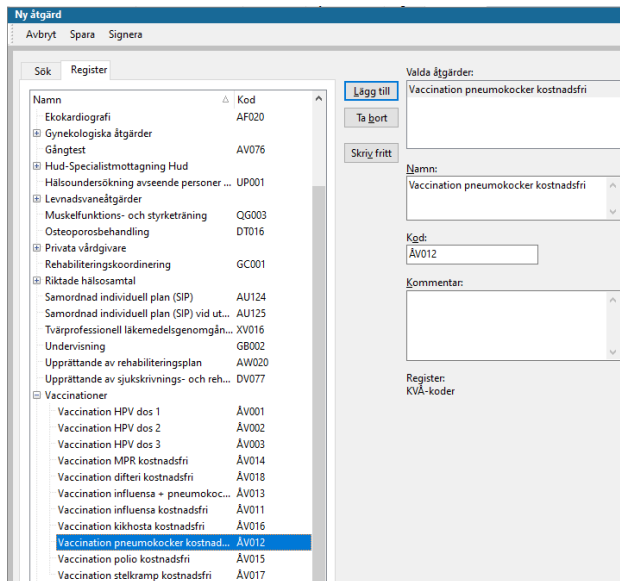 Ny åtgärd
Avbryt Spara Signera
Sök Register
Namn Kod
Ekokardiografi AF020
Gynekologiska åtgärder
Gångtest AV076
Hud-Specialistmottagning Hud
Hälsoundersökning avseende personer ... UP001
Levnadsvaneåtgärder
Muskelfunktions- och styrketräning QG003
Osteoporosbehandling DT016
Privata vårdgivare
Rehabiliteringskoordinering GC001
Riktade hälsosamtal
Samordnad individuell plan (SIP) AU124
Samordnad individuell plan (SIP) vid ut... AU125
Tvärprofessionell läkemedelsgenomgån... XV016
Undervisning GB002
Upprättande av rehabiliteringsplan AW020
Upprättande av sjukskrivnings- och reh... DV077
Vaccinationer
Vaccination HPV dos 1 ÅV001
Vaccination HPV dos 2 ÅV002
Vaccination HPV dos 3 ÅV003
Vaccination MPR kostnadsfri ÅV014
Vaccination difteri kostnadsfri ÅV018
Vaccination influensa + pneumokoc... ÅV013
Vaccination influensa kostnadsfri ÅV011
Vaccination kikhosta kostnadsfri ÅV016
Vaccination pneumokocker kostnad... ÅV012
Vaccination polio kostnadsfri ÅV015
Vaccination stelkramp kostnadsfri ÅV017
Lägg till
Ta bort
Skriv fritt
Valda åtgärder:
Vaccination pneumokocker kostnadsfri
Namn:
Vaccination pneumokocker kostnadsfri
Kod:
ÅV012
Kommentar:
Register:
KVÅ-koder